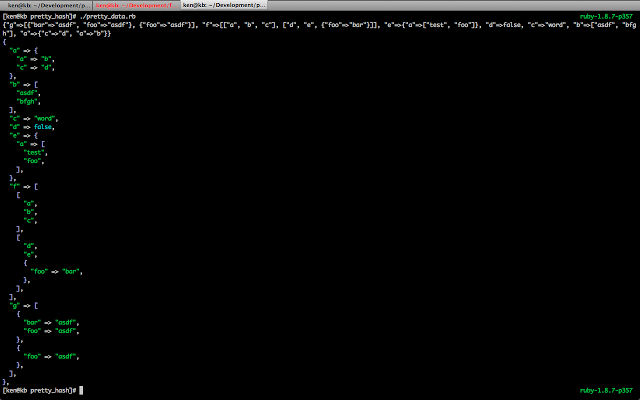 ken@kb: ~/Development/p... ken@kb: ~/Development/f... ken@kb: ~/Development/p...
[ken@kb pretty_hash]# ./pretty_data.rb ruby-1.8.7-p357
{"g"=>[{"bar"=>"asdf", "foo"=>"asdf"}, {"foo"=>"asdf"}], "f"=>[["a", "b", "c"], ["d", "e", {"foo"=>"bar"}]], "e"=>{"a"=>["test", "foo"]}, "d"=>false, "c"=>"word", "b"=>["asdf", "bfg
h"], "a"=>{"c"=>"d", "a"=>"b"}}
{
  "a" => {
    "a" => "b",
    "c" => "d",
  },
  "b" => [
    "asdf",
    "bfgh",
  ],
  "c" => "word",
  "d" => false,
  "e" => {
    "a" => [
      "test",
      "foo",
    ],
  },
  "f" => [
    [
      "a",
      "b",
      "c",
    ],
    [
      "d",
      "e",
      {
        "foo" => "bar",
      },
    ],
  ],
  "g" => [
    {
      "bar" => "asdf",
      "foo" => "asdf",
    },
    {
      "foo" => "asdf",
    },
  ],
},
[ken@kb pretty_hash]# ruby-1.8.7-p357